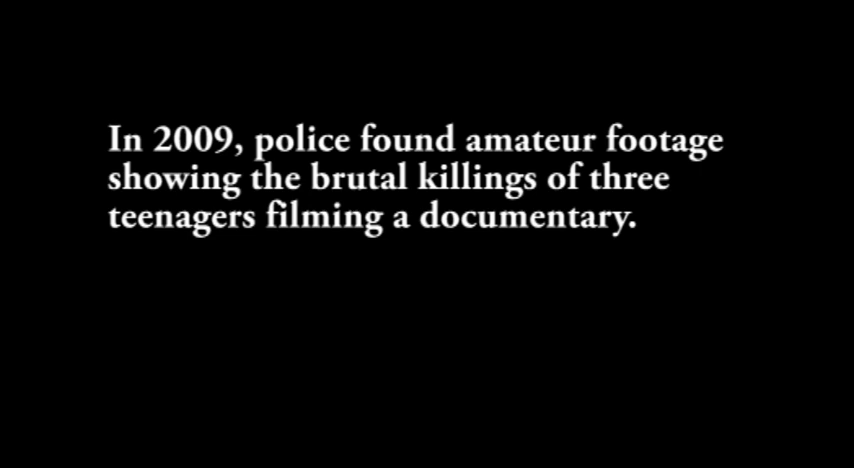 In 2009, police found amateur footage
showing the brutal killings of three
teenagers filming a documentary.